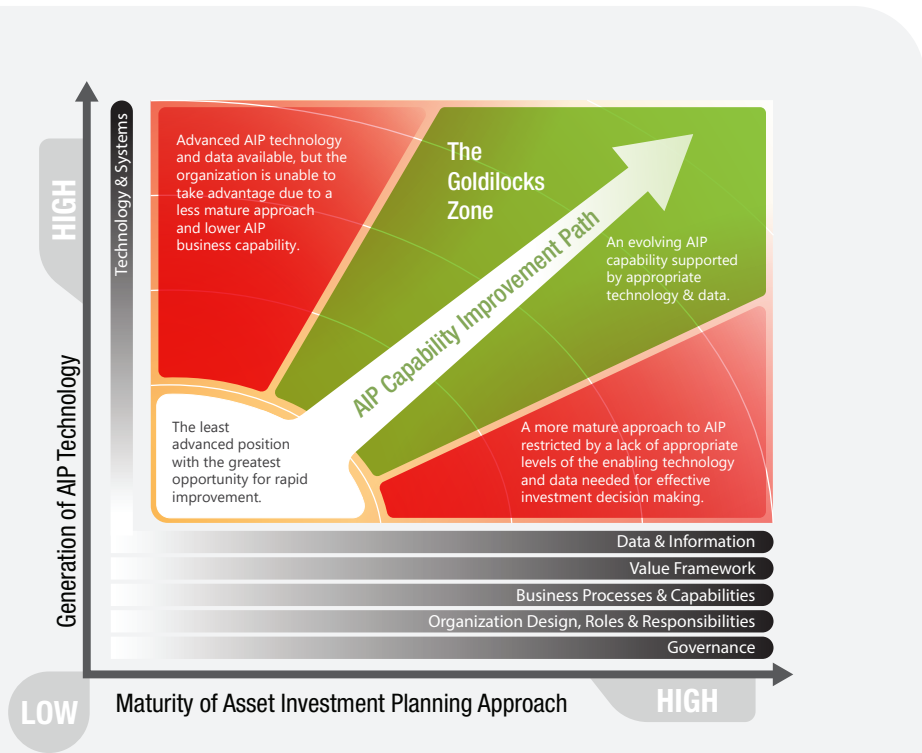 HIGH
Technology & Systems
Generation of AIP Technology
Advanced AIP technology
and data available, but the
organization is unable to
take advantage due to a
less mature approach
and lower AIP
business capability.
The
Goldilocks
Zone
AIP Capability Improvement Path
An evolving AIP
capability supported
by appropriate
technology & data.
The least
advanced position
with the greatest
opportunity for rapid
improvement.
A more mature approach to AIP
restricted by a lack of appropriate
levels of the enabling technology
and data needed for effective
investment decision making.
Data & Information
Value Framework
Business Processes & Capabilities
Organization Design, Roles & Responsibilities
Governance
LOW
Maturity of Asset Investment Planning Approach
HIGH